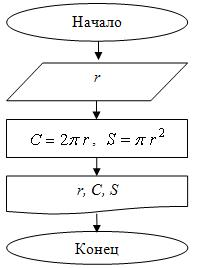 Начало
r
C = 2πr, S = πr²
r, C, S
Конец